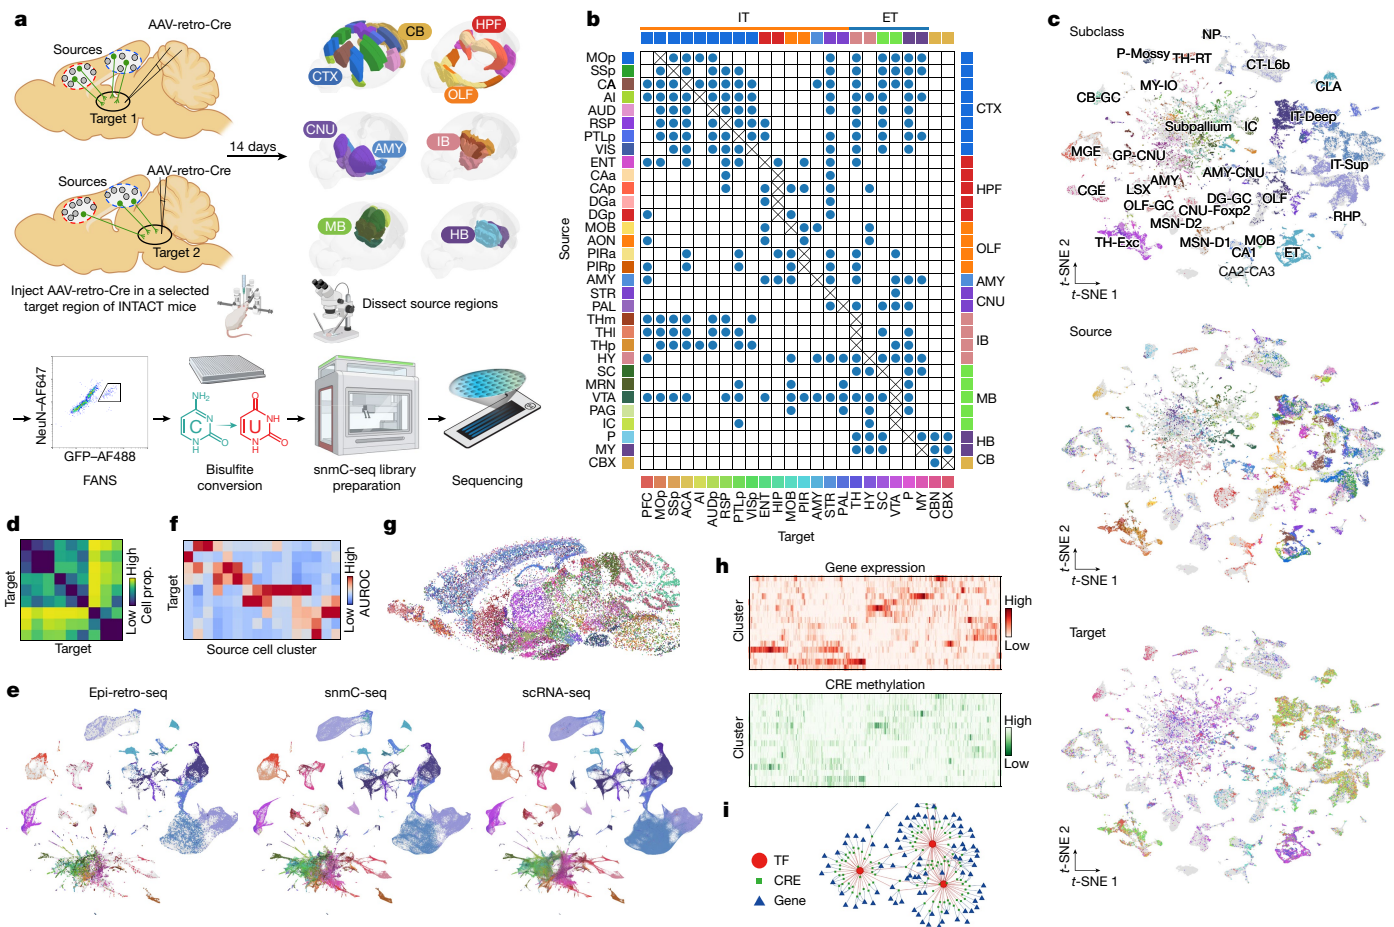 a
AAV-retro-Cre
Sources
Target 1
AAV-retro-Cre
Sources
Target 2
14 days
Inject AAV-retro-Cre in a selected
target region of INTACT mice
Dissect source regions
CB
CTX
HPF
OLF
CNU
AMY
IB
MB
HB
NeuN–AF647
GFP–AF488
FANS
NH2
C
N
N
H
O
O
U
NH
N
H
O
Bisulfite
conversion
snmC-seq library
preparation
Sequencing
b
IT
ET
Source
MOp
SSp
CA
AI
AUD
RSP
PTLp
VIS
ENT
CAa
CAp
DGa
DGp
MOB
AON
PIRa
PIRp
AMY
STR
PAL
THm
THl
THp
HY
SC
MRN
VTA
PAG
IC
P
MY
CBX
CTX
HPF
OLF
AMY
CNU
IB
MB
HB
CB
PFC
MOp
SSp
ACA
AI
AUDp
RSP
PTLp
VISp
ENT
HIP
MOB
PIR
AMY
STR
PAL
TH
HY
SC
VTA
P
MY
CBN
CBX
Target
c
Subclass
NP
P-Mossy
TH-RT
CT-L6b
MY-IO
CLA
CB-GC
IT-Deep
Subpallium
IC
MGE
GP-CNU
IT-Sup
AMY
AMY-CNU
CGE
LSX
DG-GC
OLF
OLF-GC
CNU-Foxp2
RHP
MSN-D2
TH-Exc
MSN-D1
MOB
CA1
ET
CA2-CA3
t-SNE 2
t-SNE 1
Source
t-SNE 2
t-SNE 1
Target
t-SNE 2
t-SNE 1
d
Target
Target
High
Low
Cell prop.
f
Target
Source cell cluster
High
Low
AUROC
g
e
Epi-retro-seq
snmC-seq
scRNA-seq
h
Gene expression
Cluster
High
Low
CRE methylation
Cluster
High
Low
i
TF
CRE
Gene